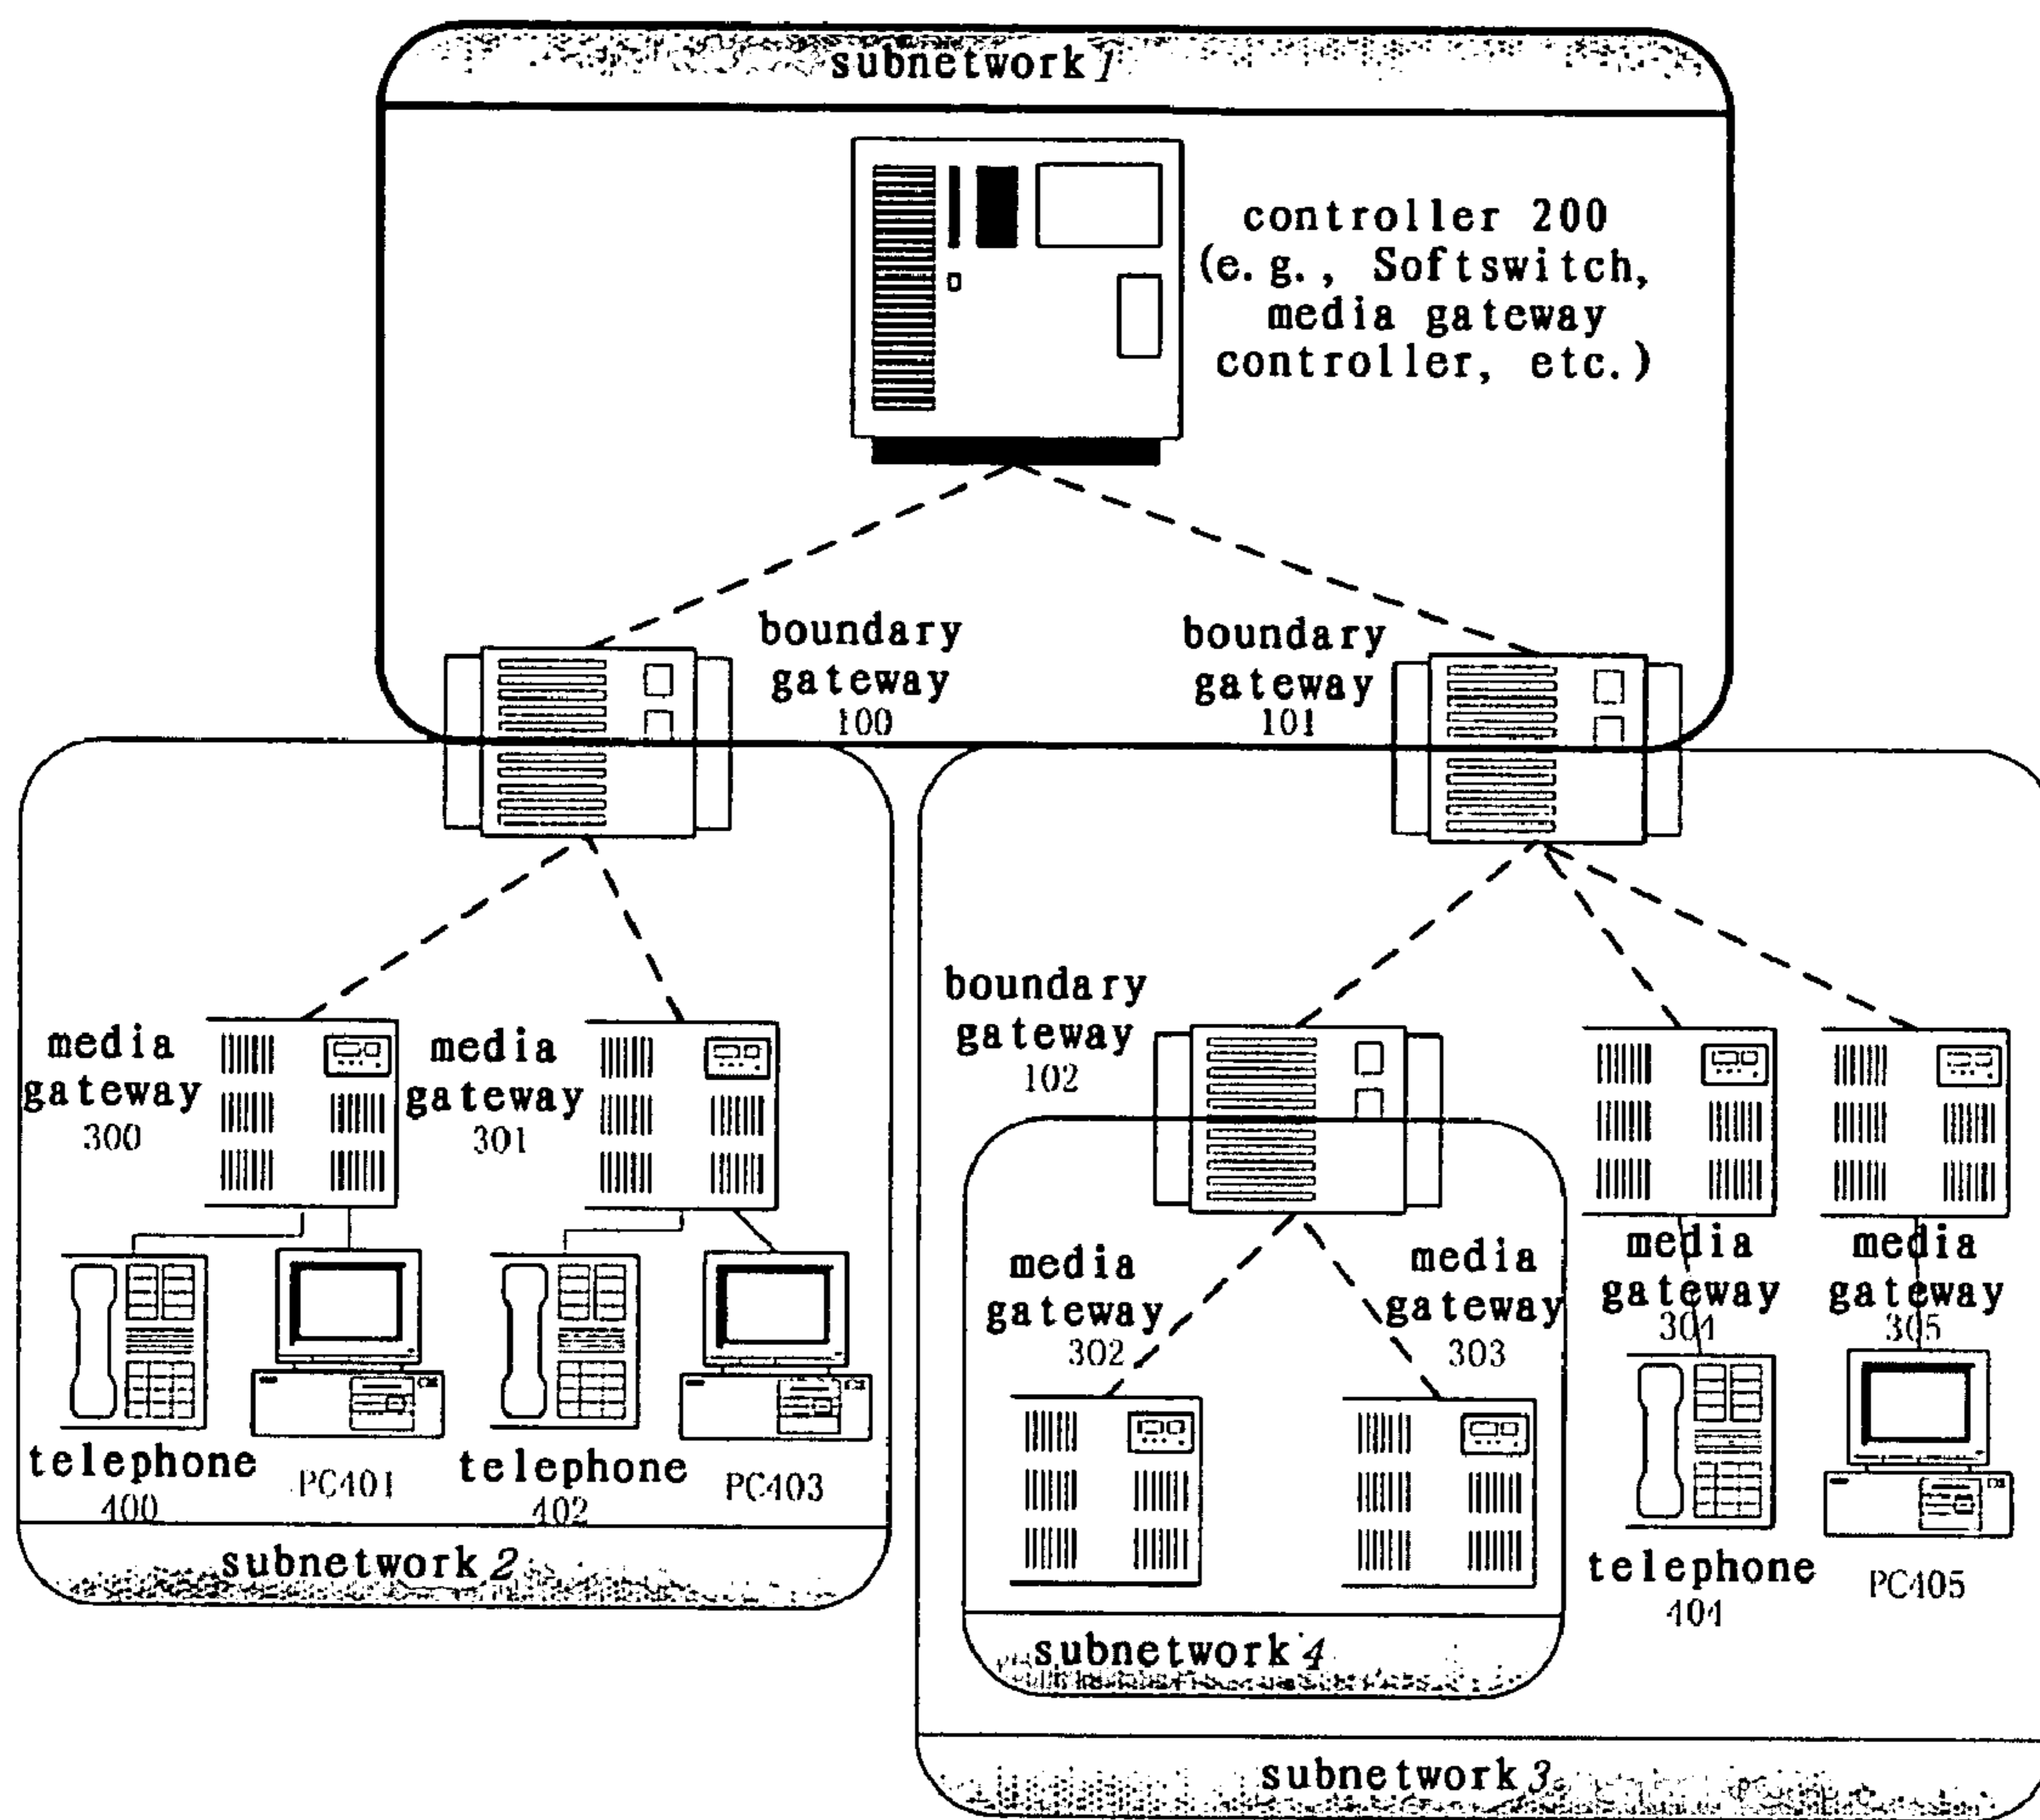 subnetwork 1
controller 200
(e.g., Softswitch,
media gateway
controller, etc.)
boundary
gateway
100
boundary
gateway
101
media
gateway
300
media
gateway
301
boundary
gateway
102
media
gateway
302
media
gateway
303
media
gateway
304
media
gateway
305
telephone
400
PC401
telephone
402
PC403
telephone
404
PC405
subnetwork 2
subnetwork 4
subnetwork 3